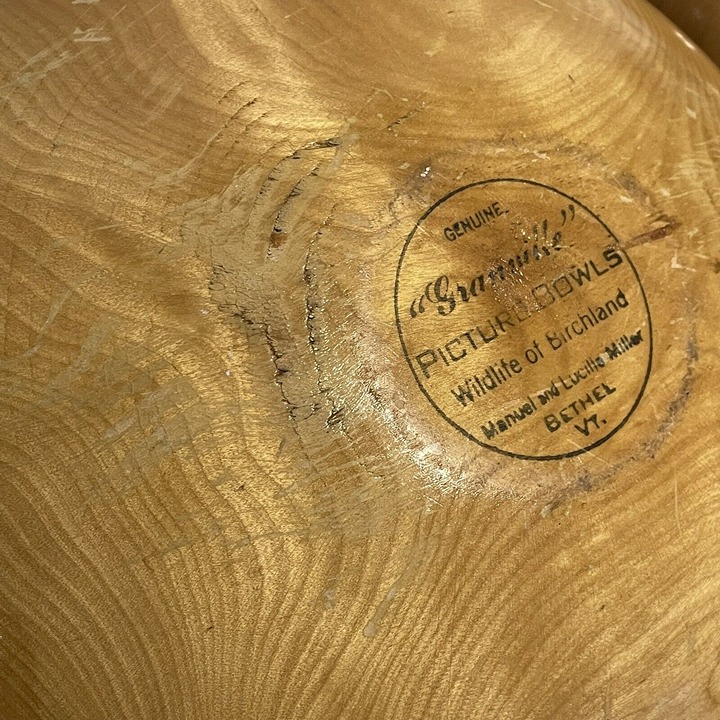 GENUINE
"Granville"
PICTURE BOWLS
Wildlife of Birchland
Manuel and Lucille Miller
BETHEL
VT.